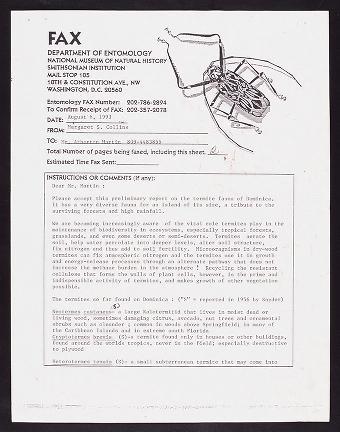 FAX
DEPARTMENT OF ENTOMOLOGY
NATIONAL MUSEUM OF NATURAL HISTORY
SMITHSONIAN INSTITUTION
MAIL STOP 105
10TH & CONSTITUTION AVE., NW
WASHINGTON, D.C. 20560
Entomology FAX Number: 202-786-2894
To Confirm Receipt of FAX: 202-357-2078
DATE: August 6, 1993
FROM: Margaret S. Collins
TO: Mr. Atherton Martin 809-4483855
Total Number of pages being faxed, including this sheet
Estimated Time Fax Sent:
INSTRUCTIONS OR COMMENTS (if any):
Dear Mr. Martin :
Please accept this preliminary report on the termite fauna of Dominica.
It has a very diverse fauna for an island of its size, a tribute to the
surviving forests and high rainfall.
We are becoming increasingly aware of the vital role termites play in the
maintenance of biodiversity in ecosystems, especially tropical forests,
grasslands, and even some deserts or semi-deserts. Termites aerate the
soil, help water percolate into deeper levels, alter soil structure,
fix nitrogen and thus add to soil fertility. Microorganisms in dry-wood
termites can fix atmospheric nitrogen and the termites use it in growth
and energy-release processes through an alternate pathway that does not
increase the methane burden in the atmosphere ! Recycling the resistant
celluloses that forms the walls of plant cells, however, is the prime and
indispensible activity of termites, and makes growth of other vegetation
possible.
The termites so far found on Dominica : ("S" = reported in 1956 by Snyder)
(S)
Neotermes castaneus- a large Kalotermitid that lives in moist dead or
living wood, sometimes damaging citrus, avocado, nut trees and ornamental
shrubs such as oleander ; common in woods above Springfield; in many of
the Caribbean Islands and in extreme south Florida
Cryptotermes brevis (S)-a termite found only in houses or other buildings,
found around the worlds tropics, never in the field; especially destructive
to plywood
Heterotermes tenuis (S)- a small subterranean termite that may come into